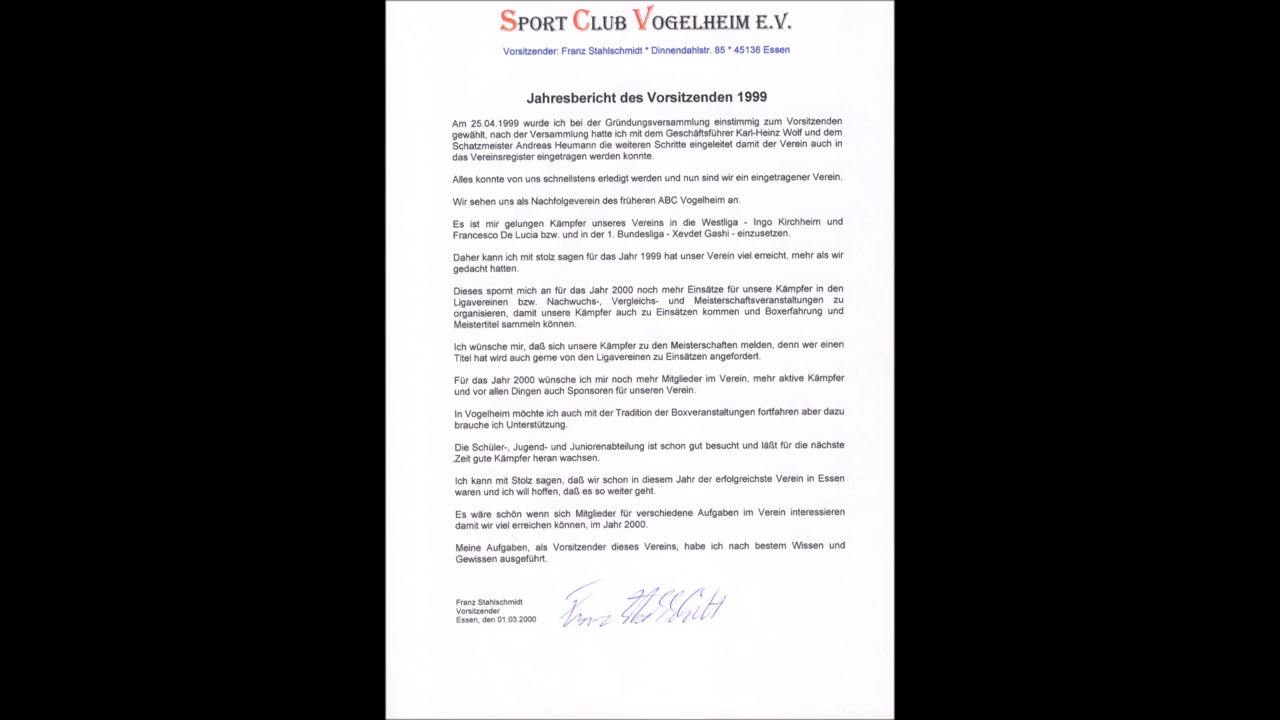 SPORT CLUB VOGELHEIM E.V.
Vorsitzender: Franz Stahlschmidt * Dinnendahlstr. 85 * 45136 Essen
Jahresbericht des Vorsitzenden 1999
Am 25.04.1999 wurde ich bei der Gründungsversammlung einstimmig zum Vorsitzenden
gewählt, nach der Versammlung hatte ich mit dem Geschäftsführer Karl-Heinz Wolf und dem
Schatzmeister Andreas Heumann die weiteren Schritte eingeleitet damit der Verein auch in
das Vereinsregister eingetragen werden konnte.
Alles konnte von uns schnellstens erledigt werden und nun sind wir ein eingetragener Verein.
Wir sehen uns als Nachfolgeverein des früheren ABC Vogelheim an.
Es ist mir gelungen Kämpfer unseres Vereins in die Westliga - Ingo Kirchheim und
Francesco De Lucia bzw. und in der 1. Bundesliga - Xevdet Gashi - einzusetzen.
Daher kann ich mit stolz sagen für das Jahr 1999 hat unser Verein viel erreicht, mehr als wir
gedacht hatten.
Dieses spornt mich an für das Jahr 2000 noch mehr Einsätze für unsere Kämpfer in den
Ligavereinen bzw. Nachwuchs-, Vergleichs- und Meisterschaftsveranstaltungen zu
organisieren, damit unsere Kämpfer auch zu Einsätzen kommen und Boxerfahrung und
Meistertitel sammeln können.
Ich wünsche mir, daß sich unsere Kämpfer zu den Meisterschaften melden, denn wer einen
Titel hat wird auch gerne von den Ligavereinen zu Einsätzen angefordert.
Für das Jahr 2000 wünsche ich mir noch mehr Mitglieder im Verein, mehr aktive Kämpfer
und vor allen Dingen auch Sponsoren für unseren Verein.
In Vogelheim möchte ich auch mit der Tradition der Boxveranstaltungen fortfahren aber dazu
brauche ich Unterstützung.
Die Schüler-, Jugend- und Juniorenabteilung ist schon gut besucht und läßt für die nächste
Zeit gute Kämpfer heran wachsen.
Ich kann mit Stolz sagen, daß wir schon in diesem Jahr der erfolgreichste Verein in Essen
waren und ich will hoffen, daß es so weiter geht.
Es wäre schön wenn sich Mitglieder für verschiedene Aufgaben im Verein interessieren
damit wir viel erreichen können, im Jahr 2000.
Meine Aufgaben, als Vorsitzender dieses Vereins, habe ich nach bestem Wissen und
Gewissen ausgeführt.
Franz Stahlschmidt
Vorsitzender
Essen, den 01.03.2000
Franz Stahlschmidt